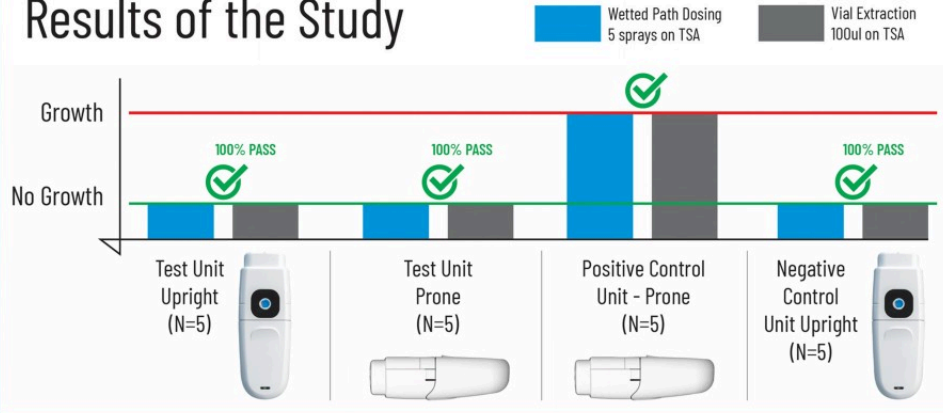 Results of the Study
Wetted Path Dosing
5 sprays on TSA
Vial Extraction
100ul on TSA
Growth
No Growth
100% PASS
100% PASS
100% PASS
Test Unit
Upright
(N=5)
Test Unit
Prone
(N=5)
Positive Control
Unit - Prone
(N=5)
Negative
Control
Unit Upright
(N=5)